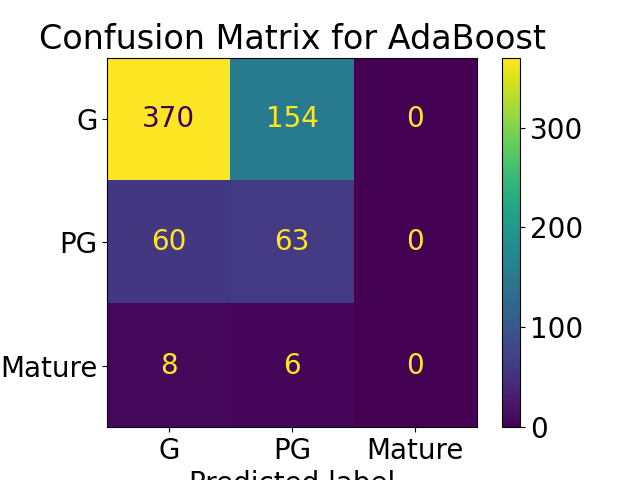 Confusion Matrix for AdaBoost
G 370 154 0
300
PG 60 63 0
200
100
Mature 8 6 0
0
G PG Mature
Predicted label